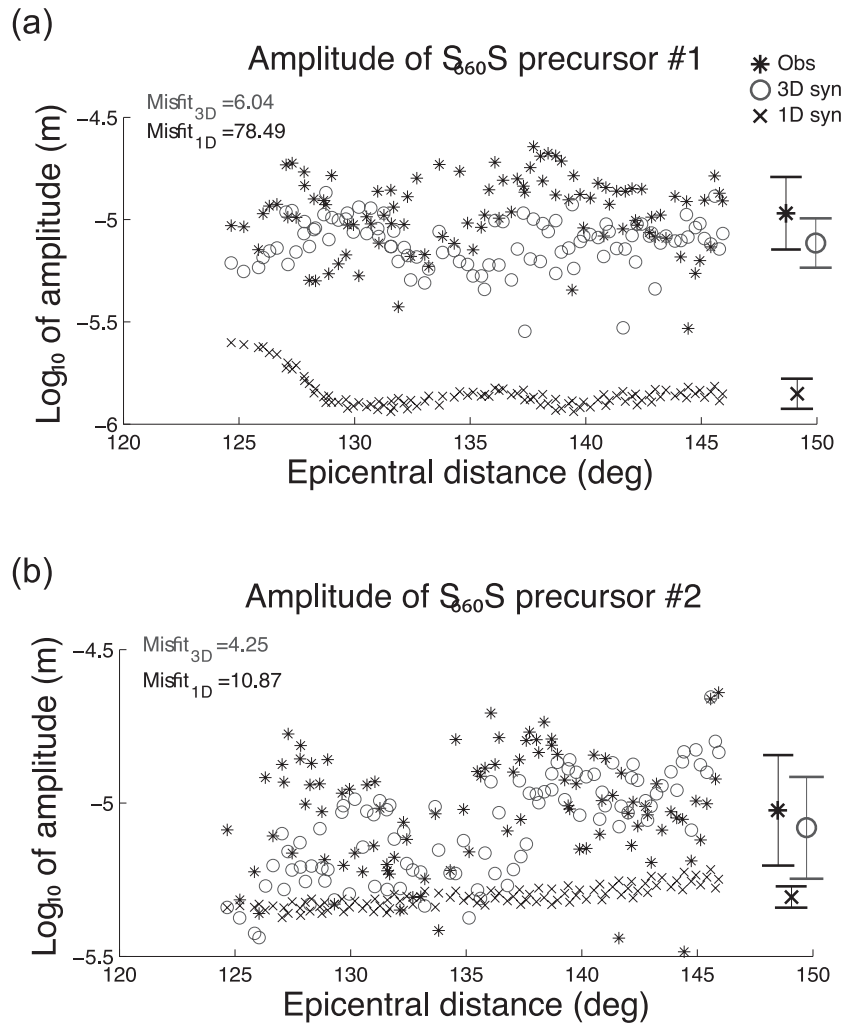 (a)
Amplitude of S₆₆₀S precursor #1
Obs
3D syn
1D syn
Misfit₃D=6.04
Misfit₁D=78.49
-4.5
-5
-5.5
-6
120 125 130 135 140 145 150
Log₁₀ of amplitude (m)
Epicentral distance (deg)
(b)
Amplitude of S₆₆₀S precursor #2
Misfit₃D=4.25
Misfit₁D=10.87
-4.5
-5
-5.5
120 125 130 135 140 145 150
Log₁₀ of amplitude (m)
Epicentral distance (deg)